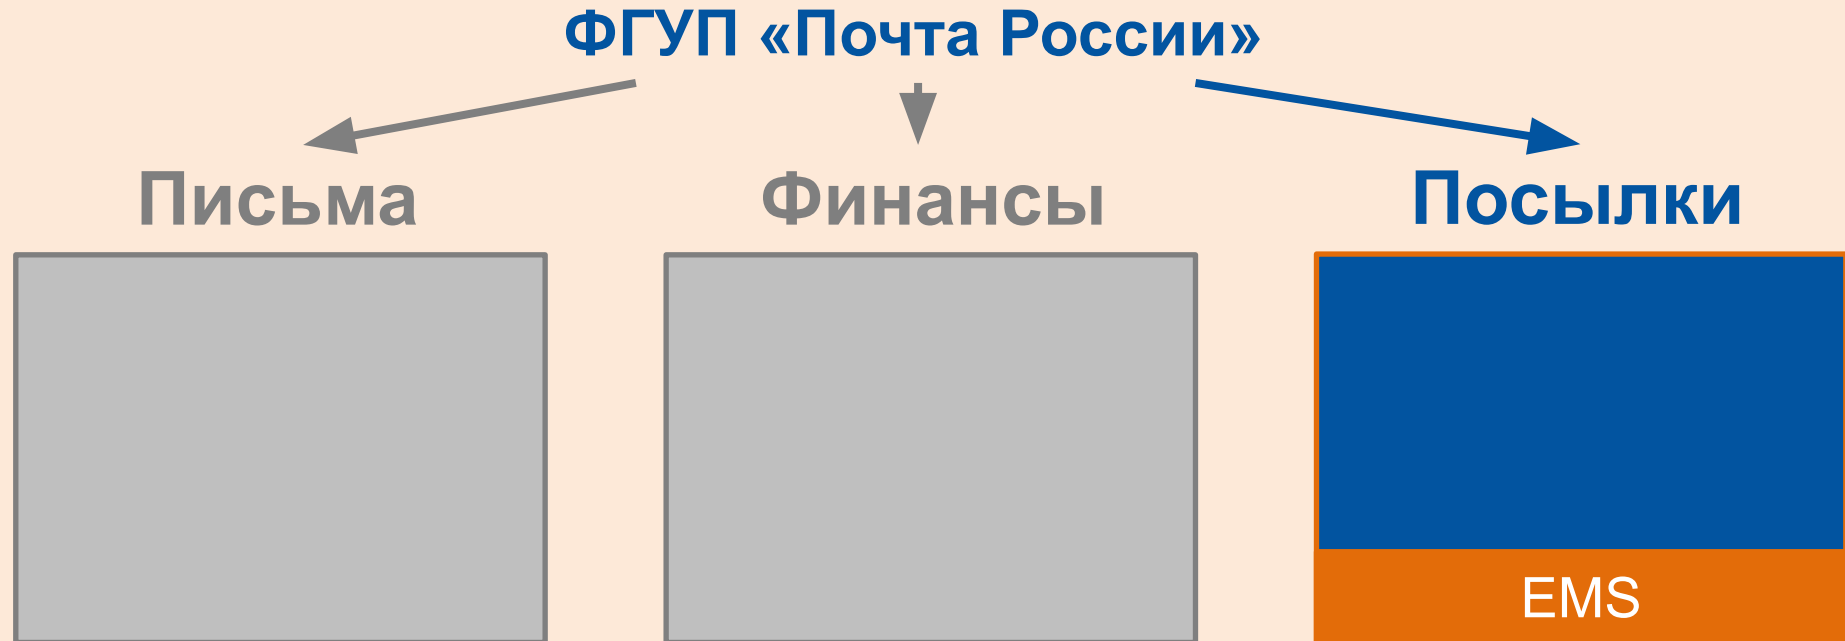 ФГУП «Почта России»
Письма
Финансы
Посылки
EMS